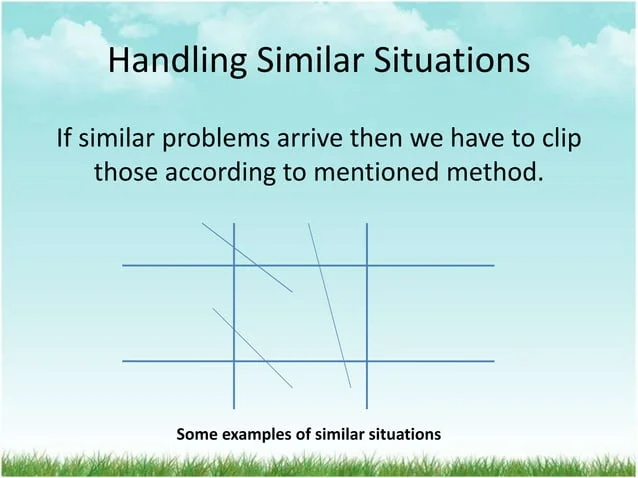 Handling Similar Situations
If similar problems arrive then we have to clip
those according to mentioned method.
Some examples of similar situations